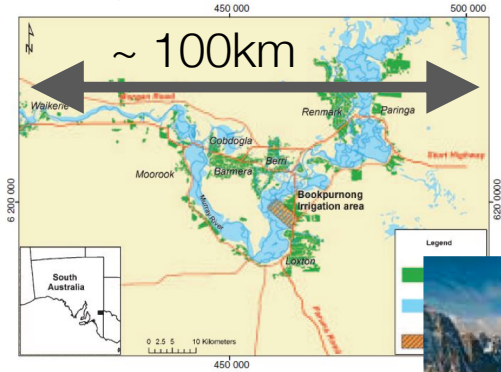 450 000
500 000
N
~ 100km
Waikerie
Renmark
Paringa
Cobdogla
Berri
Sturt Highway
Barmera
Moorook
Bookpurnong
Irrigation area
6 200 000
620 000
Murray River
Legend
Loxton
South
Australia
0 2.5 5 10 Kilometers
450 000